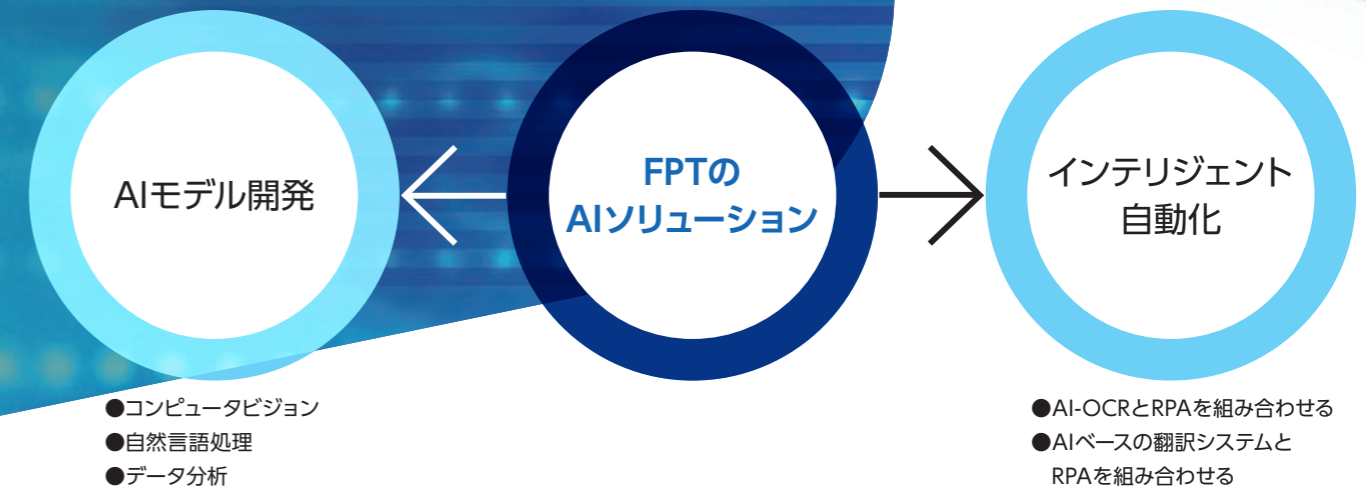 AIモデル開発
FPTの
AIソリューション
インテリジェント
自動化
●コンピュータビジョン
●自然言語処理
●データ分析
●AI-OCRとRPAを組み合わせる
●AIベースの翻訳システムと
RPAを組み合わせる